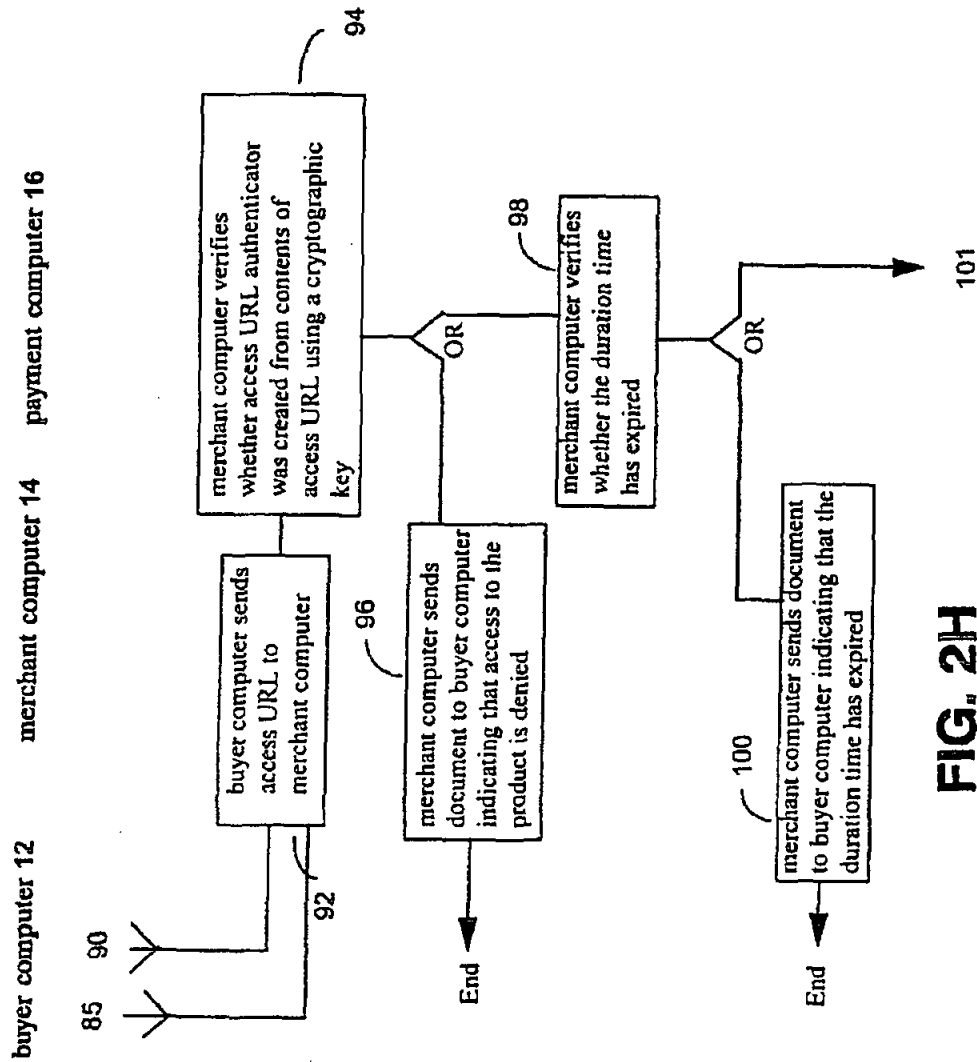 buyer computer 12
merchant computer 14
payment computer 16
85
90
92
buyer computer sends
access URL to
merchant computer
94
merchant computer verifies
whether access URL authenticator
was created from contents of
access URL using a cryptographic
key
OR
96
merchant computer sends
document to buyer computer
indicating that access to the
product is denied
End
98
merchant computer verifies
whether the duration time
has expired
OR
100
merchant computer sends document
to buyer computer indicating that the
duration time has expired
End
101
FIG. 2H